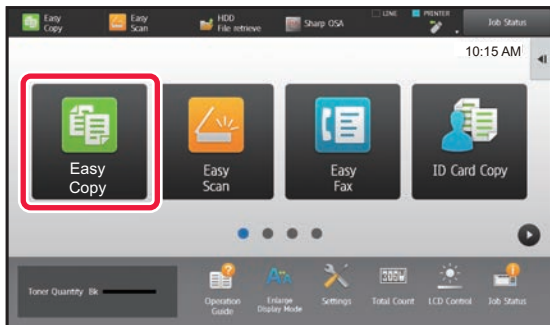 Easy
Copy
Easy
Scan
HDD
File retrieve
Sharp OSA
LINE
PRINTER
Job Status
10:15 AM
Easy
Copy
Easy
Scan
Easy
Fax
ID Card Copy
Toner Quantity Bk
Operation
Guide
Enlarge
Display Mode
Settings
Total Count
LCD Control
Job Status